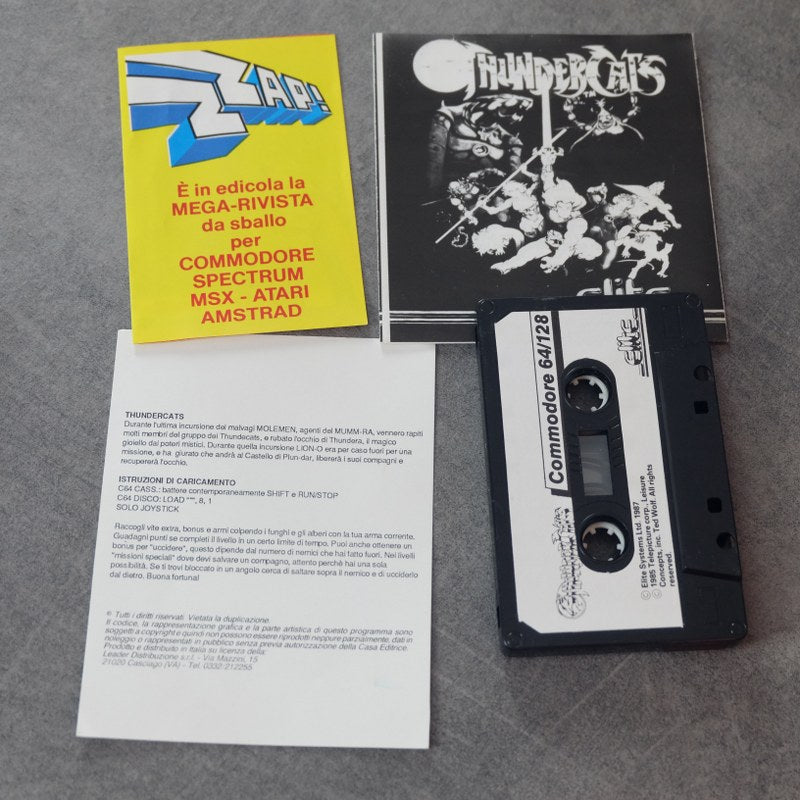 ZZAP!
È in edicola la
MEGA-RIVISTA
da sballo
per
COMMODORE
SPECTRUM
MSX - ATARI
AMSTRAD
THUNDERCATS
TM
elite
THUNDERCATS
Durante l'ultima incursione dei malvagi MOLEMEN, agenti del MUMM-RA, vennero rapiti
molti membri del gruppo dei Thundecats, e rubato l'occhio di Thundera, il magico
gioiello dai poteri mistici. Durante quella incursione LION-O era per caso fuori per una
missione, e ha giurato che andrà al Castello di Plun-dar, libererà i suoi compagni e
recupererà l'occhio.
ISTRUZIONI DI CARICAMENTO
C64 CASS.: battere contemporaneamente SHIFT e RUN/STOP
C64 DISCO: LOAD "*", 8, 1
SOLO JOYSTICK
Raccogli vite extra, bonus e armi colpendo i funghi e gli alberi con la tua arma corrente.
Guadagni punti se completi il livello in un certo limite di tempo. Puoi anche ottenere un
bonus per "uccidere", questo dipende dal numero di nemici che hai fatto fuori. Nei livelli
"missioni speciali" dove devi salvare un compagno, attento perchè hai una sola
possibilità. Se ti trovi bloccato in un angolo cerca di saltare sopra il nemico e di ucciderlo
dal dietro. Buona fortuna!
© Tutti i diritti riservati. Vietata la duplicazione.
Il codice, la rappresentazione grafica e la parte artistica di questo programma sono
soggetti a copyright e quindi non possono essere riprodotti neppure parzialmente, dati in
noleggio o rappresentati in pubblico senza previa autorizzazione della Casa Editrice.
Prodotto e distribuito in Italia su licenza della:
Leader Distribuzione s.r.l. - Via Mazzini, 15
21020 Casciago (VA) - Tel. 0332/212255
Commodore 64/128
elite
THUNDERCATS
© Elite Systems Ltd. 1987
© 1985 Telepicture corp., Leisure
Concepts, inc. Ted Wolf. All rights
reserved.